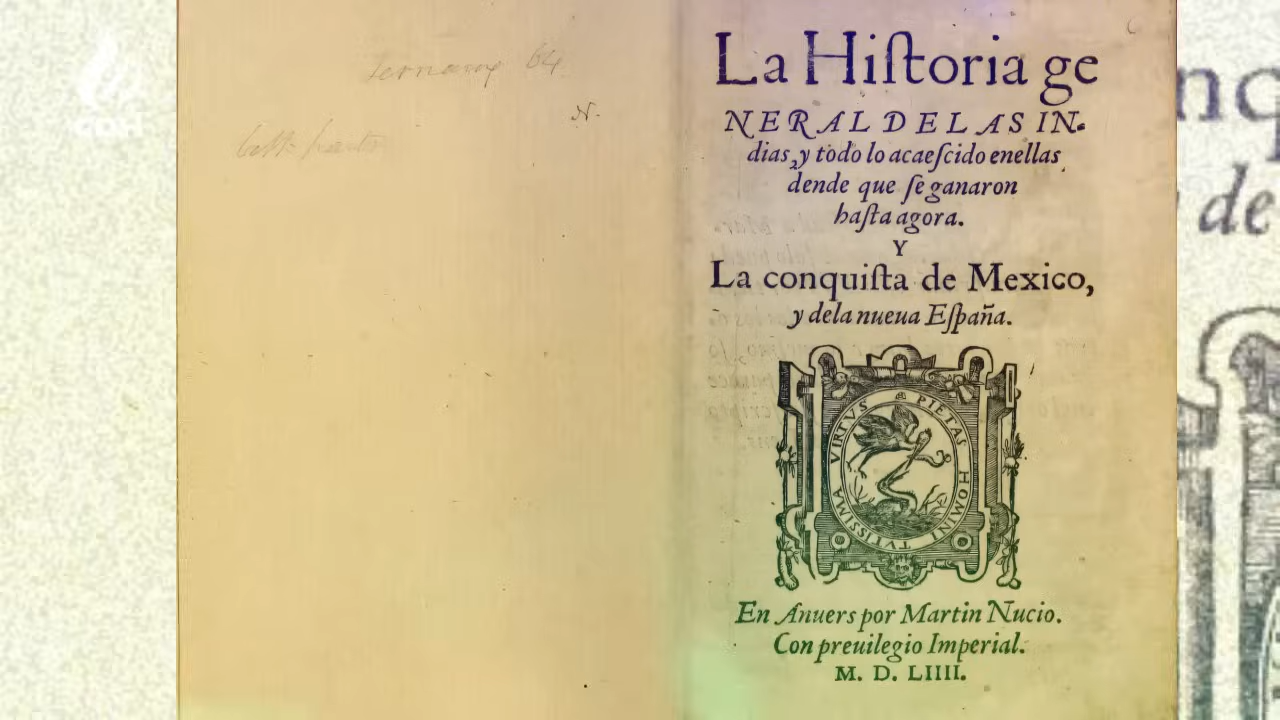 La Hiſtoria ge
NERAL DELAS IN-
dias, y todo lo acaeſcido enellas
dende que ſe ganaron
haſta agora.
Y
La conquiſta de Mexico,
y dela nueua Eſpaña.
VIRTVS PIETAS HOMINI TVTISSIMA
En Anuers por Martin Nucio.
Con preuilegio Imperial.
M. D. LIIII.
N.
de